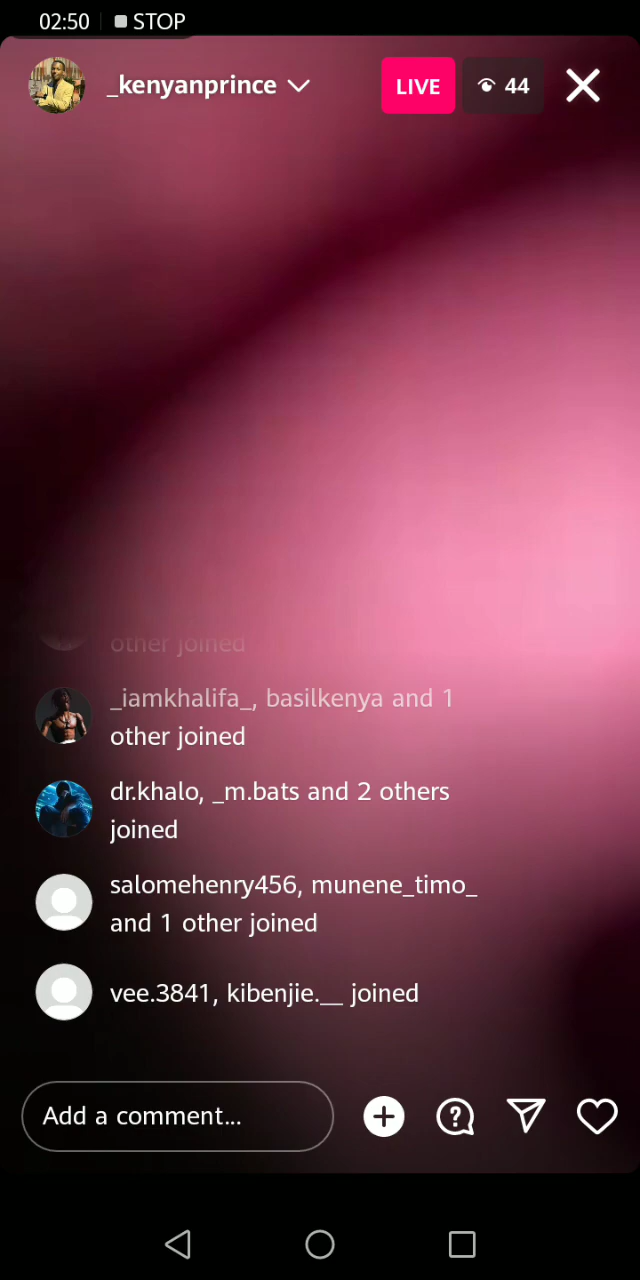 02:50 STOP
_kenyanprince LIVE 44
other joined
_iamkhalifa_, basilkenya and 1
other joined
dr.khalo, _m.bats and 2 others
joined
salomehenry456, munene_timo_
and 1 other joined
vee.3841, kibenjie.__ joined
Add a comment...